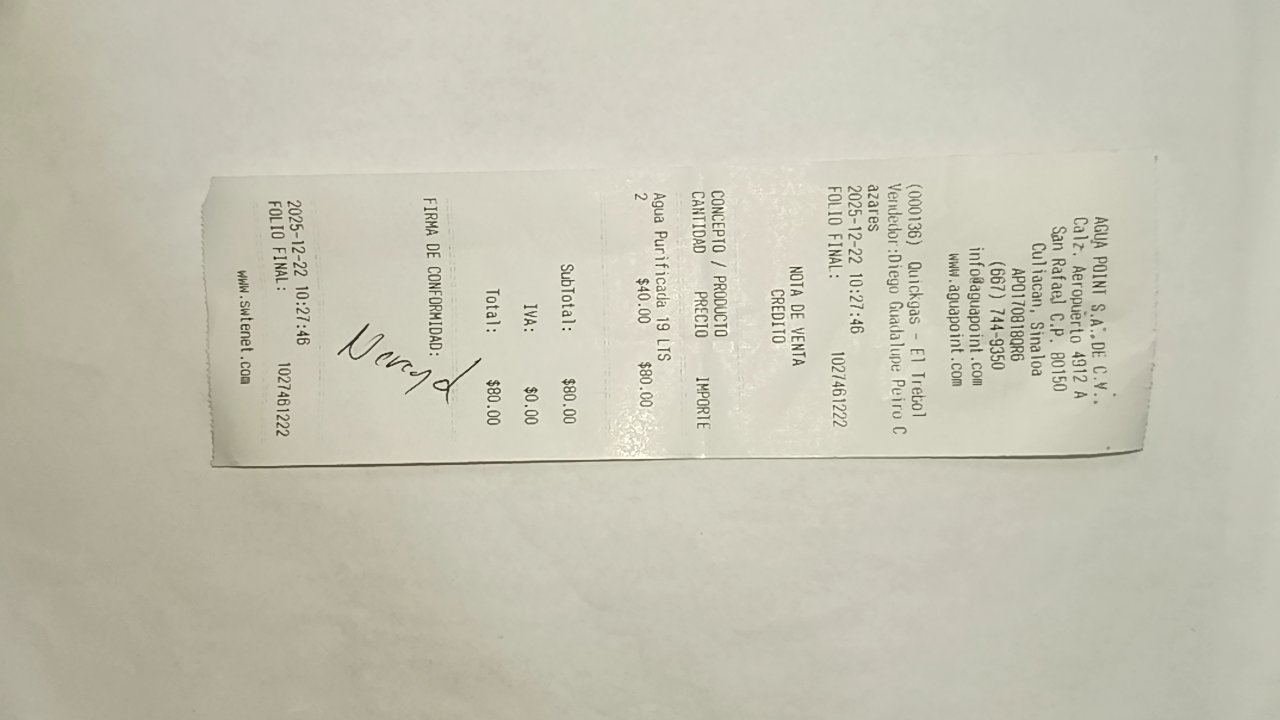 AGUA POINT S.A. DE C.V.
Calz. Aeropuerto 4912 A
San Rafael C.P. 80150
Culiacan, Sinaloa
APO170818QR6
(667) 744-9350
info@aguapoint.com
www.aguapoint.com
(000136) Quickgas - El Trebol
Vendedor:Diego Guadalupe Peiro C
azares
2025-12-22 10:27:46
FOLIO FINAL: 1027461222
NOTA DE VENTA
CREDITO
CONCEPTO / PRODUCTO
CANTIDAD PRECIO IMPORTE
Agua Purificada 19 LTS
2 $40.00 $80.00
SubTotal: $80.00
IVA: $0.00
Total: $80.00
FIRMA DE CONFORMIDAD:
2025-12-22 10:27:46
FOLIO FINAL: 1027461222
www.swtenet.com